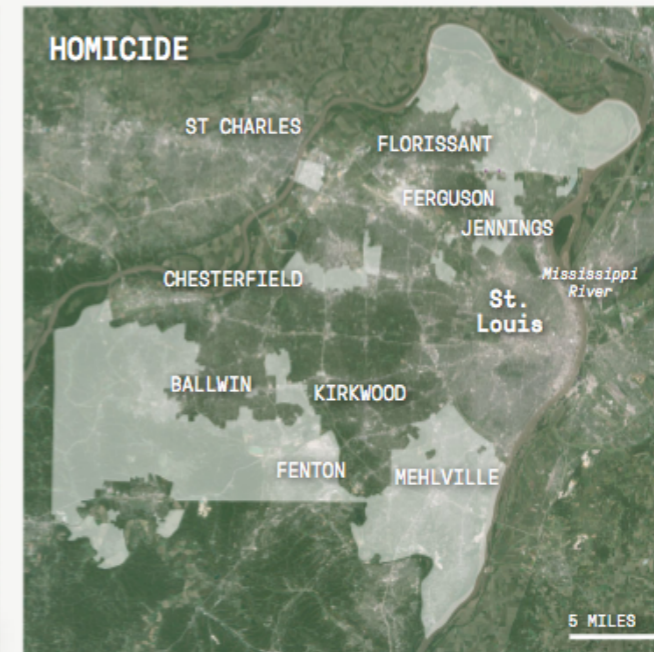 HOMICIDE
ST CHARLES
FLORISSANT
FERGUSON
JENNINGS
CHESTERFIELD
Mississippi
River
St.
Louis
BALLWIN
KIRKWOOD
FENTON
MEHLVILLE
5 MILES